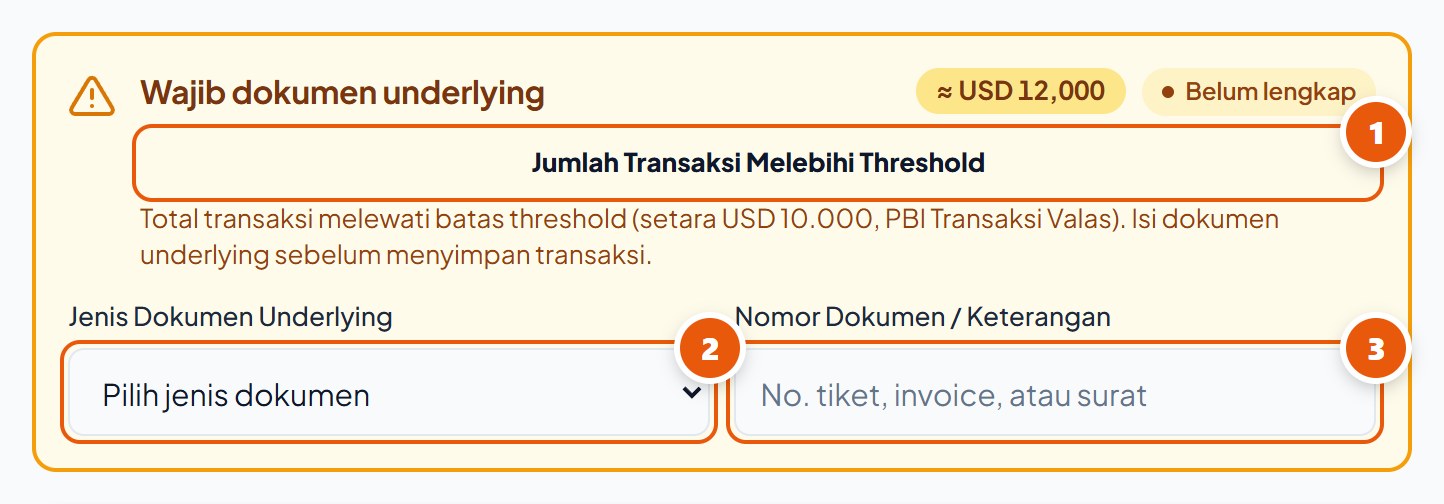 Wajib dokumen underlying
≈ USD 12,000
Belum lengkap
1
Jumlah Transaksi Melebihi Threshold
Total transaksi melewati batas threshold (setara USD 10.000, PBI Transaksi Valas). Isi dokumen
underlying sebelum menyimpan transaksi.
Jenis Dokumen Underlying
2
Nomor Dokumen / Keterangan
3
Pilih jenis dokumen
No. tiket, invoice, atau surat